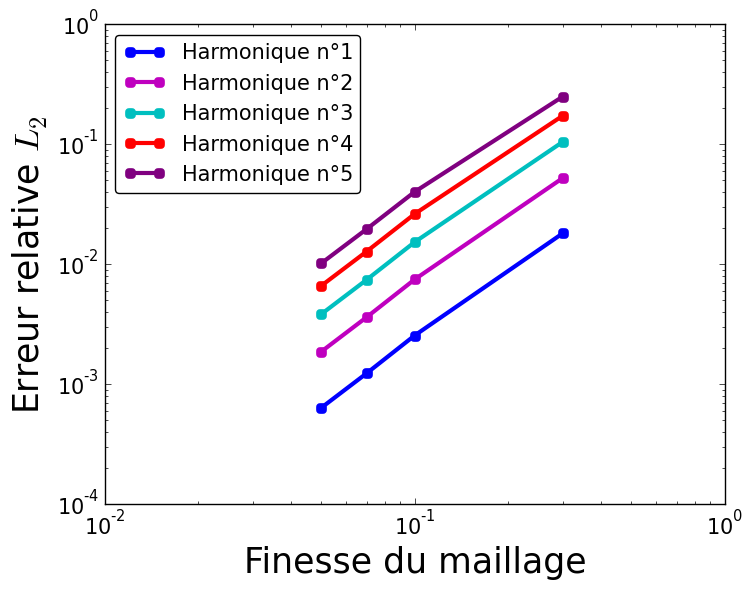 10^0
10^-1
10^-2
10^-3
10^-4
Erreur relative L_2
Harmonique n°1
Harmonique n°2
Harmonique n°3
Harmonique n°4
Harmonique n°5
10^-2
10^-1
10^0
Finesse du maillage